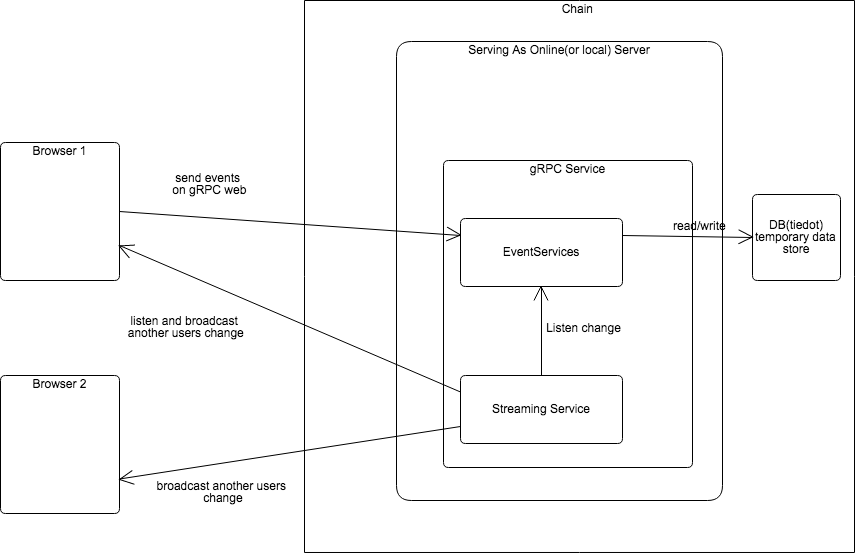 Chain
Serving As Online(or local) Server
Browser 1
send events
on gRPC web
gRPC Service
EventServices
read/write
DB(tiedot)
temporary data
store
listen and broadcast
another users change
Listen change
Browser 2
Streaming Service
broadcast another users
change